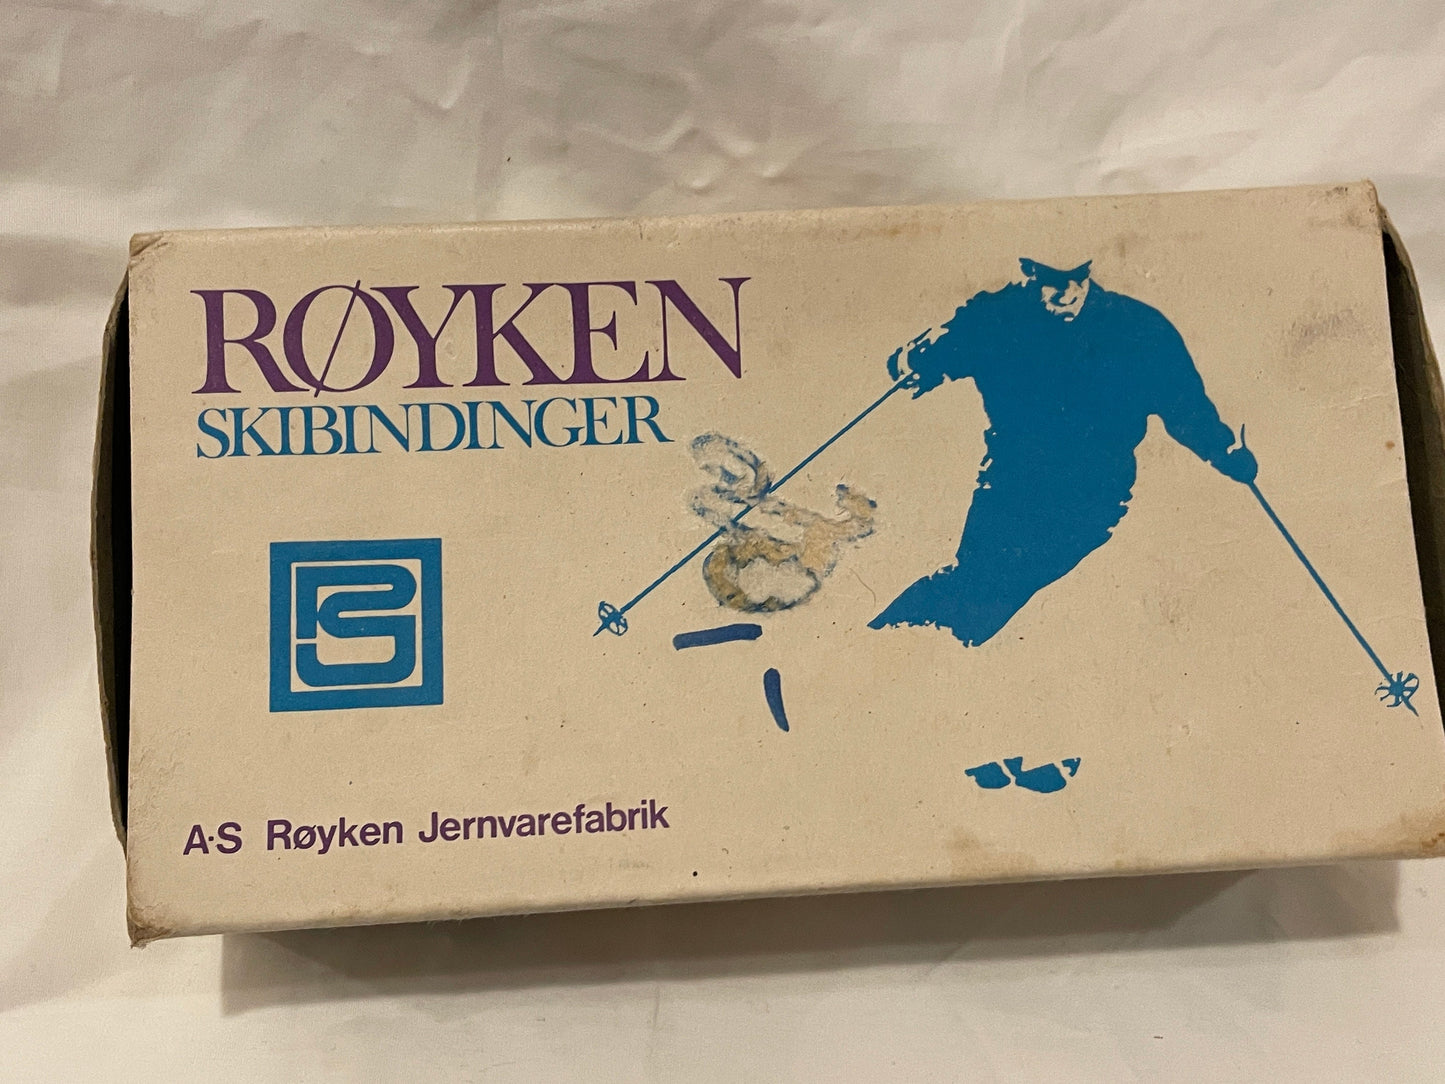 RØYKEN
SKIBINDINGER
A·S Røyken Jernvarefabrik